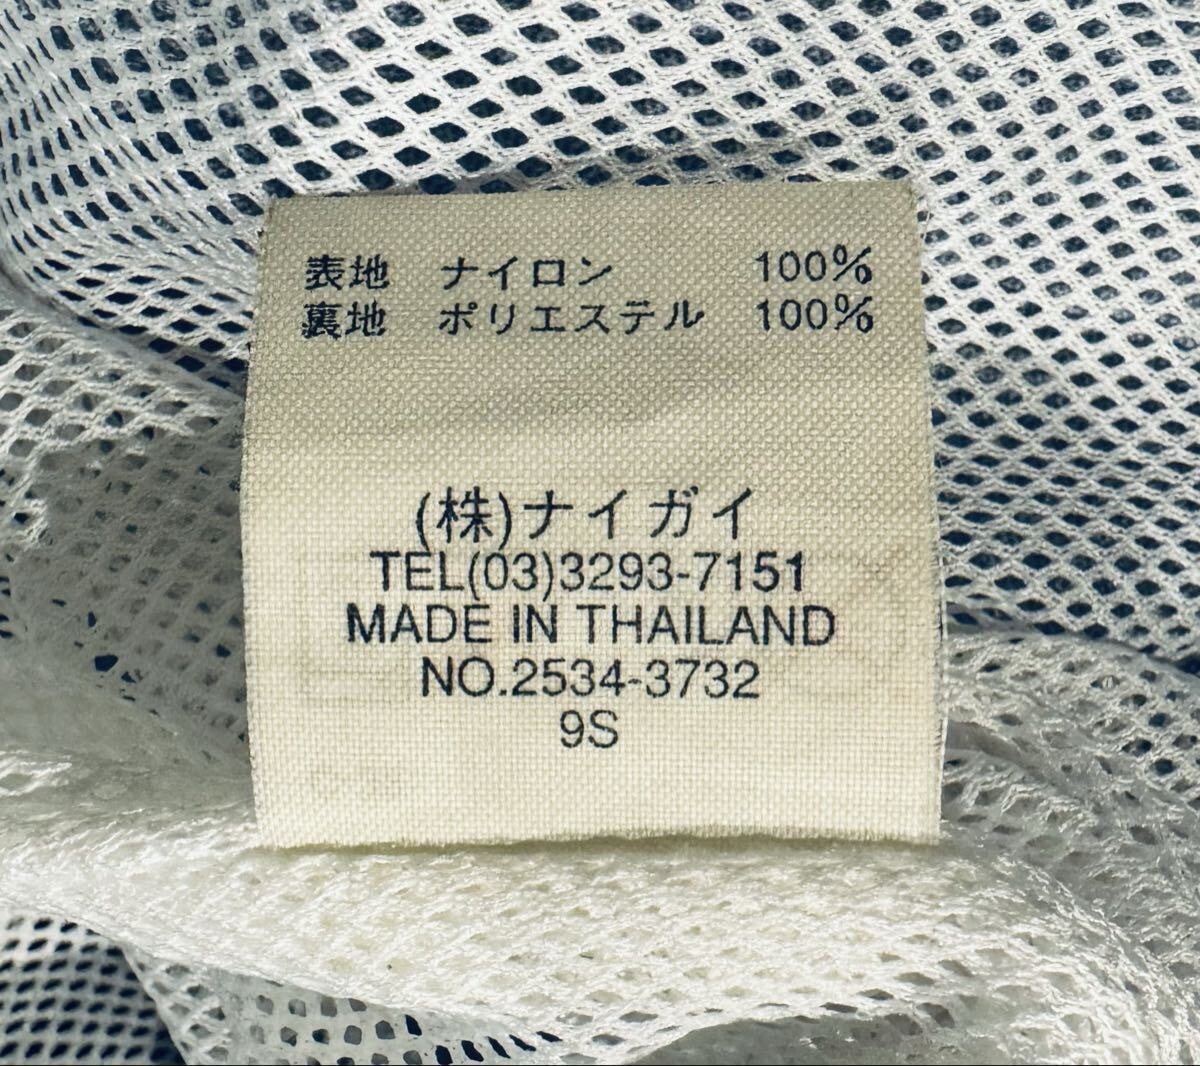 表地　ナイロン　100%
裏地　ポリエステル　100%
(株)ナイガイ
TEL(03)3293-7151
MADE IN THAILAND
NO.2534-3732
9S